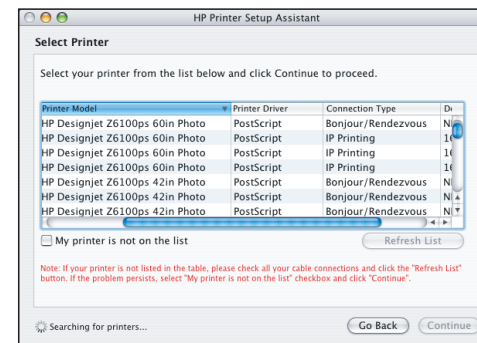 HP Printer Setup Assistant
Select Printer
Select your printer from the list below and click Continue to proceed.
Printer Model Printer Driver Connection Type
HP Designjet Z6100ps 60in Photo PostScript Bonjour/Rendezvous
HP Designjet Z6100ps 60in Photo PostScript IP Printing
HP Designjet Z6100ps 60in Photo PostScript IP Printing
HP Designjet Z6100ps 60in Photo PostScript IP Printing
HP Designjet Z6100ps 42in Photo PostScript Bonjour/Rendezvous
HP Designjet Z6100ps 42in Photo PostScript Bonjour/Rendezvous
HP Designjet Z6100ps 42in Photo PostScript Bonjour/Rendezvous
My printer is not on the list Refresh List
Note: If your printer is not listed in the table, please check all your cable connections and click the "Refresh List"
button. If the problem persists, select "My printer is not on the list" checkbox and click "Continue".
Searching for printers... Go Back Continue